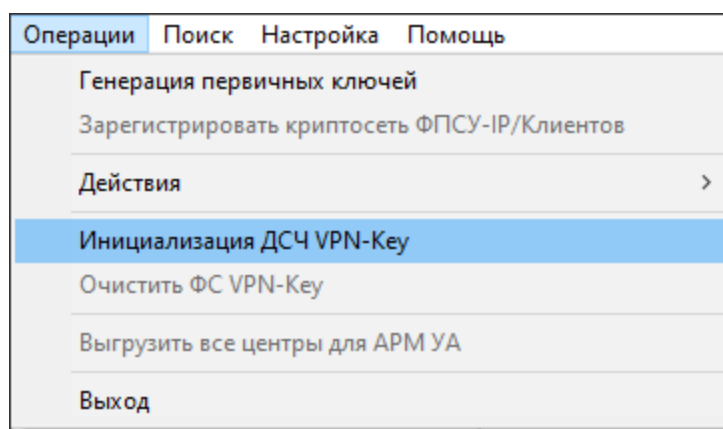 Операции Поиск Настройка Помощь
Генерация первичных ключей
Зарегистрировать криптосеть ФПСУ-IP/Клиентов
Действия
Инициализация ДСЧ VPN-Key
Очистить ФС VPN-Key
Выгрузить все центры для АРМ УА
Выход